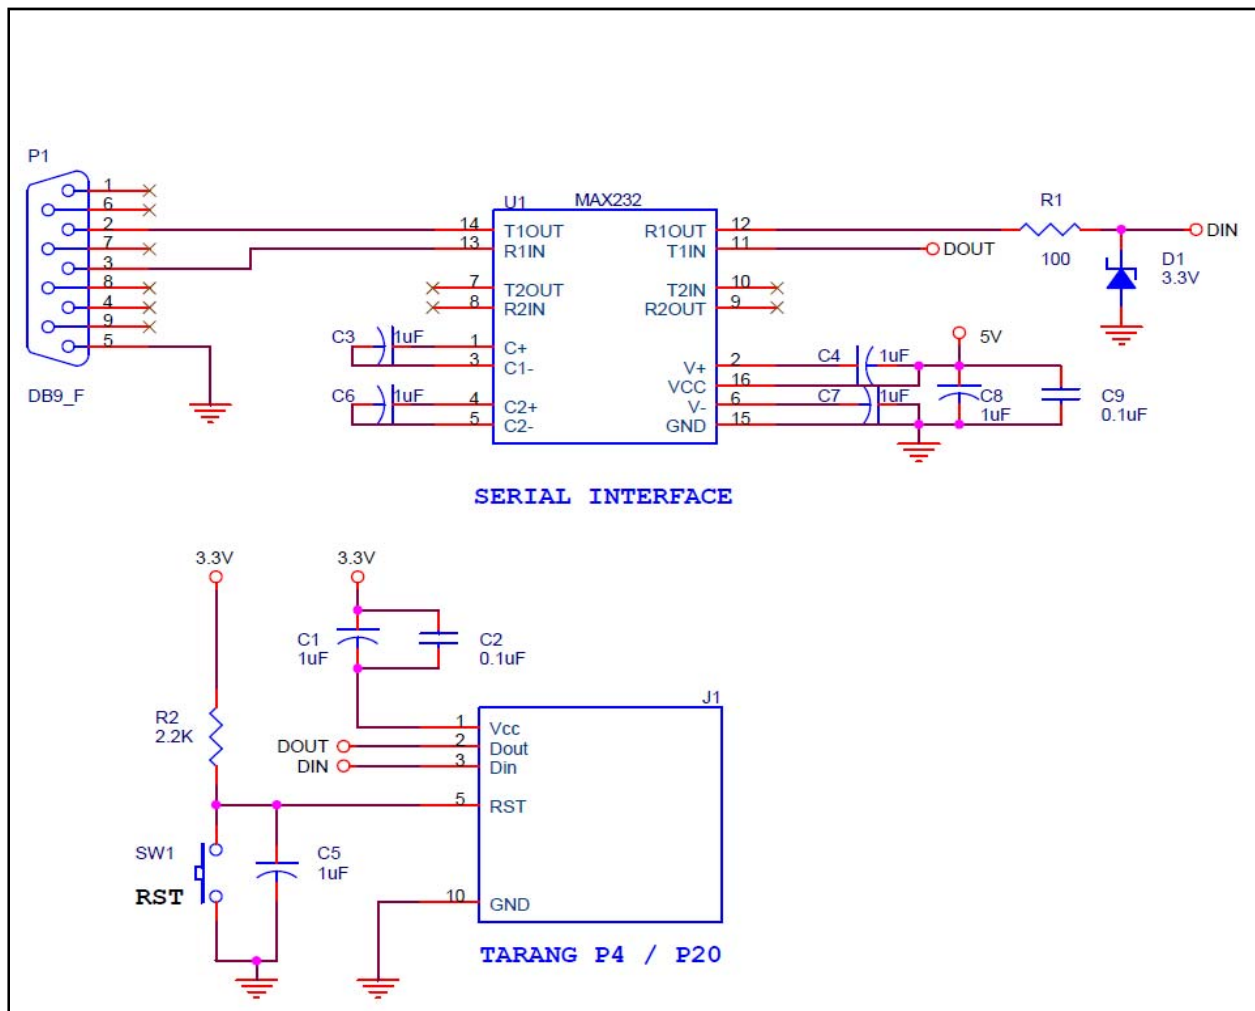 P1
1
6
2
7
3
8
4
9
5
DB9_F
U1 MAX232
14 T1OUT R1OUT 12
13 R1IN T1IN 11
7 T2OUT T2IN 10
8 R2IN R2OUT 9
1 C+
3 C1-
4 C2+
5 C2-
V+ 2
VCC 16
V- 6
GND 15
C3 1uF
C6 1uF
R1
100
DIN
DOUT
D1
3.3V
5V
C4 1uF
C7 1uF
C8
1uF
C9
0.1uF
SERIAL INTERFACE
3.3V
3.3V
C1
1uF
C2
0.1uF
R2
2.2K
J1
1 Vcc
DOUT 2 Dout
DIN 3 Din
5 RST
SW1
RST
C5
1uF
10 GND
TARANG P4 / P20